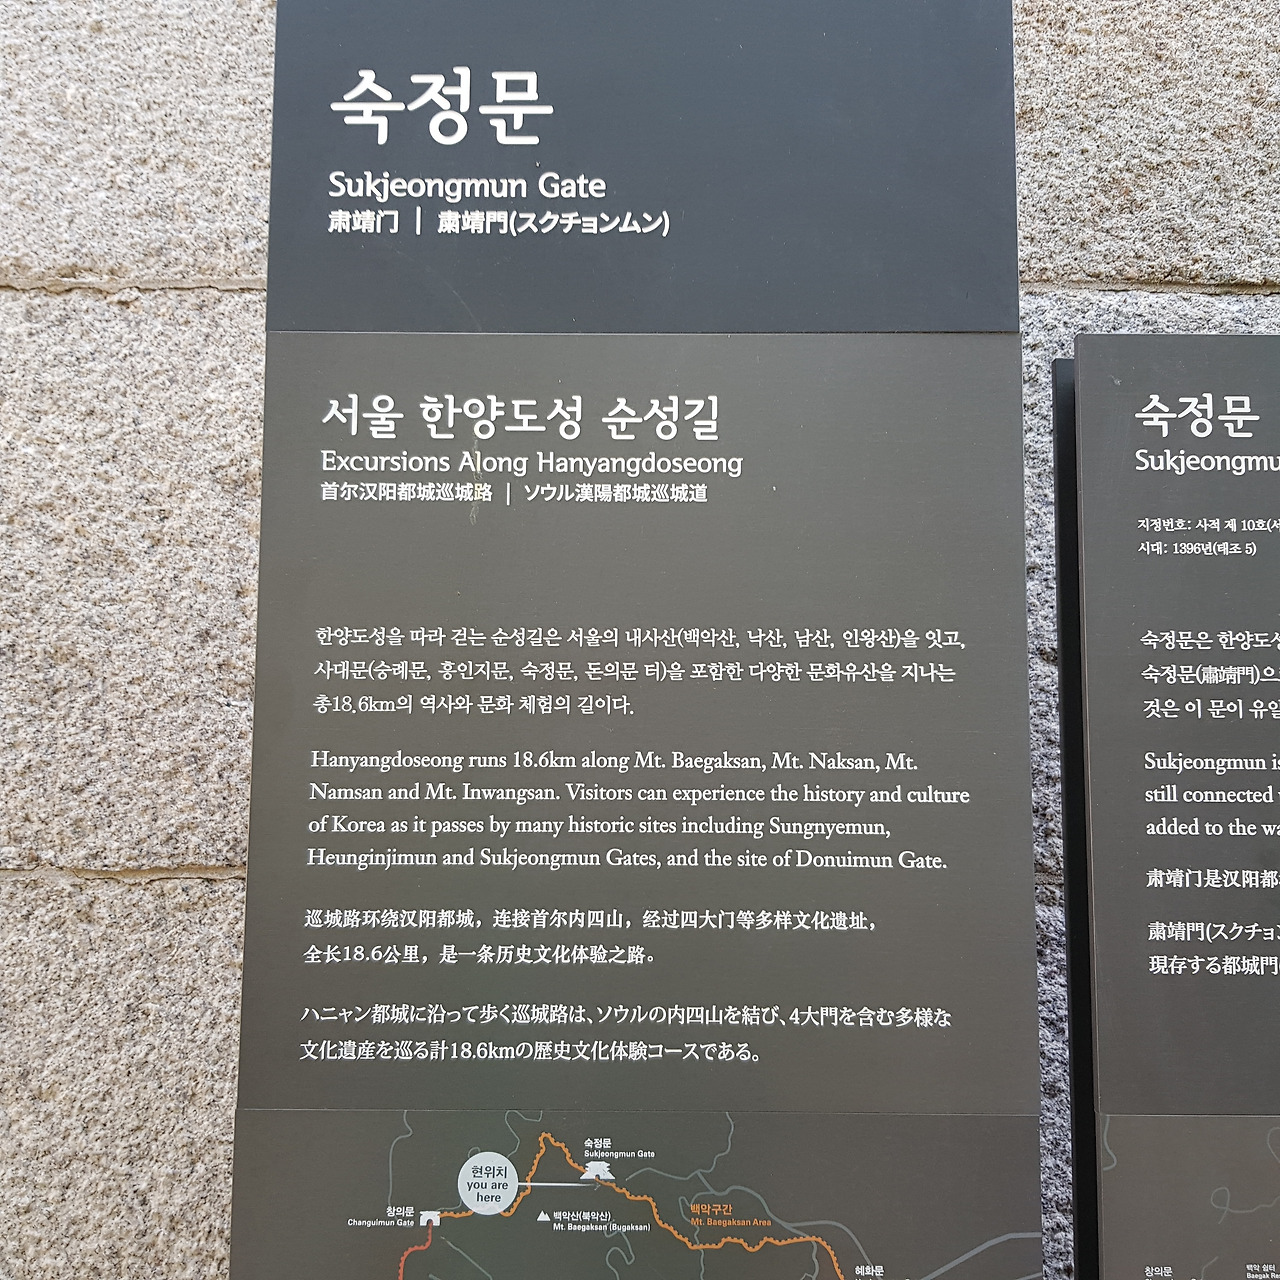 숙정문
Sukjeongmun Gate
肃靖门 | 肅靖門(スクチョンムン)
서울 한양도성 순성길
Excursions Along Hanyangdoseong
首尔汉阳都城巡城路 | ソウル漢陽都城巡城道
한양도성을 따라 걷는 순성길은 서울의 내사산(백악산, 낙산, 남산, 인왕산)을 잇고,
사대문(숭례문, 흥인지문, 숙정문, 돈의문 터)을 포함한 다양한 문화유산을 지나는
총18.6km의 역사와 문화 체험의 길이다.
Hanyangdoseong runs 18.6km along Mt. Baegaksan, Mt. Naksan, Mt.
Namsan and Mt. Inwangsan. Visitors can experience the history and culture
of Korea as it passes by many historic sites including Sungnyemun,
Heunginjimun and Sukjeongmun Gates, and the site of Donuimun Gate.
巡城路环绕汉阳都城，连接首尔内四山，经过四大门等多样文化遗址，
全长18.6公里，是一条历史文化体验之路。
ハニャン都城に沿って歩く巡城路は、ソウルの内四山を結び、4大門を含む多様な
文化遺産を巡る計18.6kmの歴史文化体験コースである。
숙정문
Sukjeongmun Gate
현위치
you are
here
창의문
Changuimun Gate
백악산(북악산)
Mt. Baegaksan (Bugaksan)
백악구간
Mt. Baegaksan Area
혜화문
숙정문
Sukjeongmu
지정번호: 사적 제 10호(서
시대: 1396년(태조 5)
숙정문은 한양도성
숙정문(肅靖門)으
것은 이 문이 유일
Sukjeongmun is
still connected
added to the wa
肃靖门是汉阳都
肅靖門(スクチョン
現存する都城門
창의문
백악 쉼터
Baegak Re